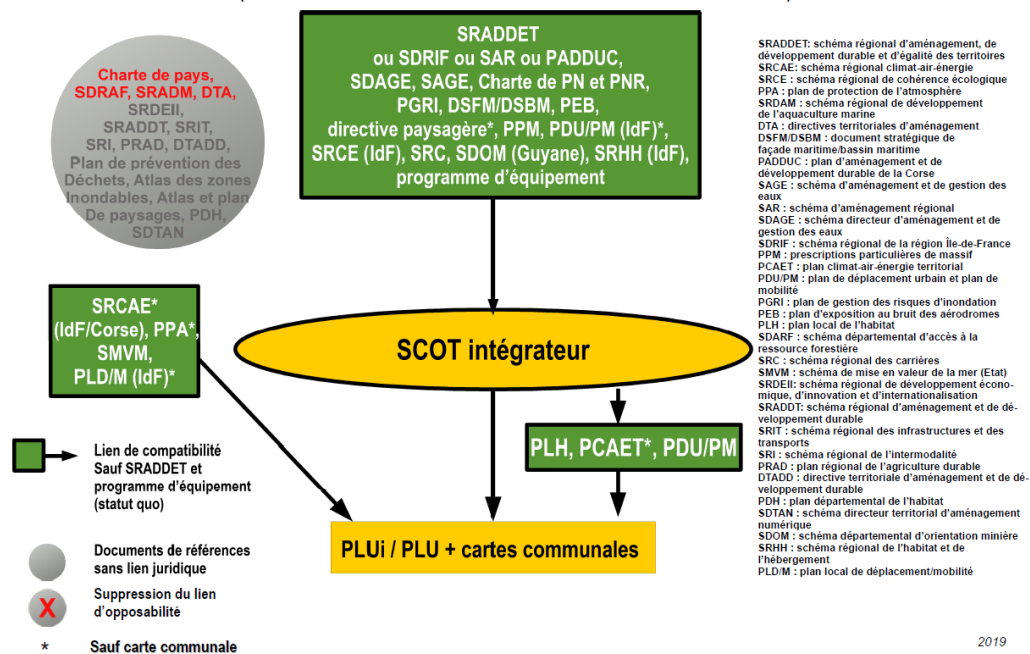 SRADDET
ou SDRIF ou SAR ou PADDUC,
SDAGE, SAGE, Charte de PN et PNR,
PGRI, DSFM/DSBM, PEB,
directive paysagère*, PPM, PDU/PM (IdF)*,
SRCE (IdF), SRC, SDOM (Guyane), SRHH (IdF),
programme d'équipement
Charte de pays,
SDRAF, SRADM, DTA,
SRDEII,
SRADDT, SRIT,
SRI, PRAD, DTADD,
Plan de prévention des
Déchets, Atlas des zones
Inondables, Atlas et plan
De paysages, PDH,
SDTAN
SRCAE*
(IdF/Corse), PPA*,
SMVM,
PLD/M (IdF)*
SCOT intégrateur
PLH, PCAET*, PDU/PM
PLUi / PLU + cartes communales
Lien de compatibilité
Sauf SRADDET et
programme d'équipement
(statut quo)
Documents de références
sans lien juridique
X
Suppression du lien
d'opposabilité
* Sauf carte communale
SRADDET: schéma régional d'aménagement, de
développement durable et d'égalité des territoires
SRCAE: schéma régional climat-air-énergie
SRCE : schéma régional de cohérence écologique
PPA : plan de protection de l'atmosphère
SRDAM : schéma régional de développement
de l'aquaculture marine
DTA : directives territoriales d'aménagement
DSFM/DSBM : document stratégique de
façade maritime/bassin maritime
PADDUC : plan d'aménagement et de
développement durable de la Corse
SAGE : schéma d'aménagement et de gestion des
eaux
SAR : schéma d'aménagement régional
SDAGE : schéma directeur d'aménagement et de
gestion des eaux
SDRIF : schéma régional de la région Île-de-France
PPM : prescriptions particulières de massif
PCAET : plan climat-air-énergie territorial
PDU/PM : plan de déplacement urbain et plan de
mobilité
PGRI : plan de gestion des risques d'inondation
PEB : plan d'exposition au bruit des aérodromes
PLH : plan local de l'habitat
SDARF : schéma départemental d'accès à la
ressource forestière
SRC : schéma régional des carrières
SMVM : schéma de mise en valeur de la mer (Etat)
SRDEII: schéma régional de développement écono-
mique, d'innovation et d'internationalisation
SRADDT: schéma régional d'aménagement et de dé-
veloppement durable
SRIT : schéma régional des infrastructures et des
transports
SRI : schéma régional de l'intermodalité
PRAD : plan régional de l'agriculture durable
DTADD : directive territoriale d'aménagement et de dé-
veloppement durable
PDH : plan départemental de l'habitat
SDTAN : schéma directeur territorial d'aménagement
numérique
SDOM : schéma départemental d'orientation minière
SRHH : schéma régional de l'habitat et de
l'hébergement
PLD/M : plan local de déplacement/mobilité
2019